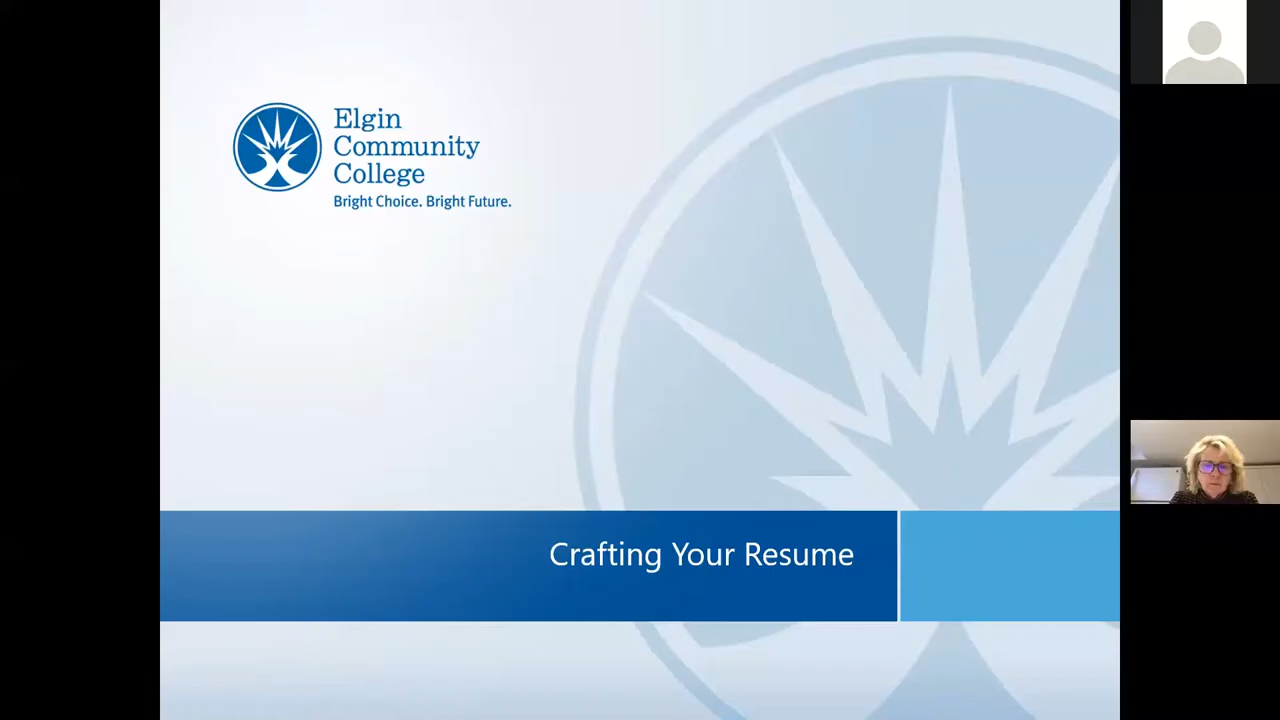 Elgin
Community
College
Bright Choice. Bright Future.
Crafting Your Resume